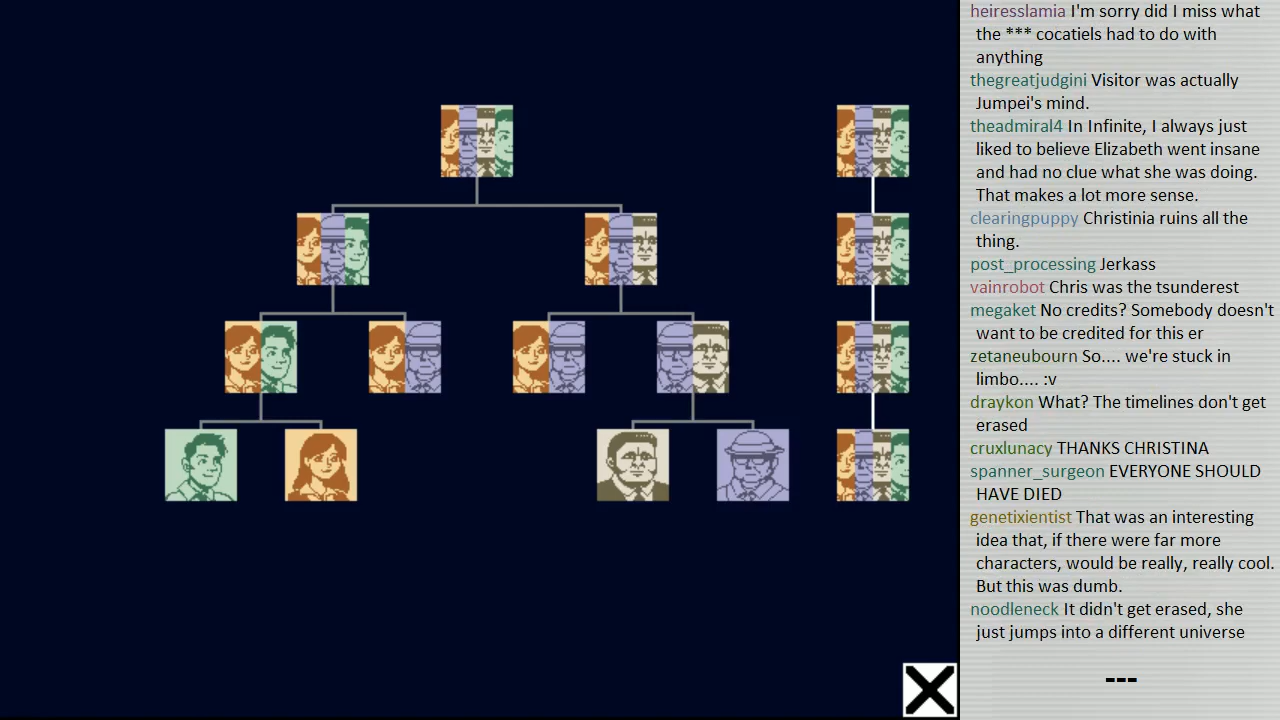 heiresslamia I'm sorry did I miss what
the *** cocatiels had to do with
anything
thegreatjudgini Visitor was actually
Jumpei's mind.
theadmiral4 In Infinite, I always just
liked to believe Elizabeth went insane
and had no clue what she was doing.
That makes a lot more sense.
clearingpuppy Christinia ruins all the
thing.
post_processing Jerkass
vainrobot Chris was the tsunderest
megaket No credits? Somebody doesn't
want to be credited for this er
zetaneubourn So.... we're stuck in
limbo.... :v
draykon What? The timelines don't get
erased
cruxlunacy THANKS CHRISTINA
spanner_surgeon EVERYONE SHOULD
HAVE DIED
genetixientist That was an interesting
idea that, if there were far more
characters, would be really, really cool.
But this was dumb.
noodleneck It didn't get erased, she
just jumps into a different universe
---